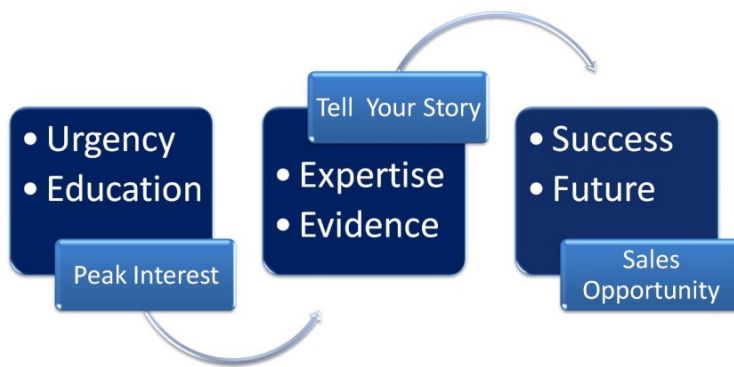 • Urgency
• Education
Peak Interest
Tell Your Story
• Expertise
• Evidence
• Success
• Future
Sales
Opportunity